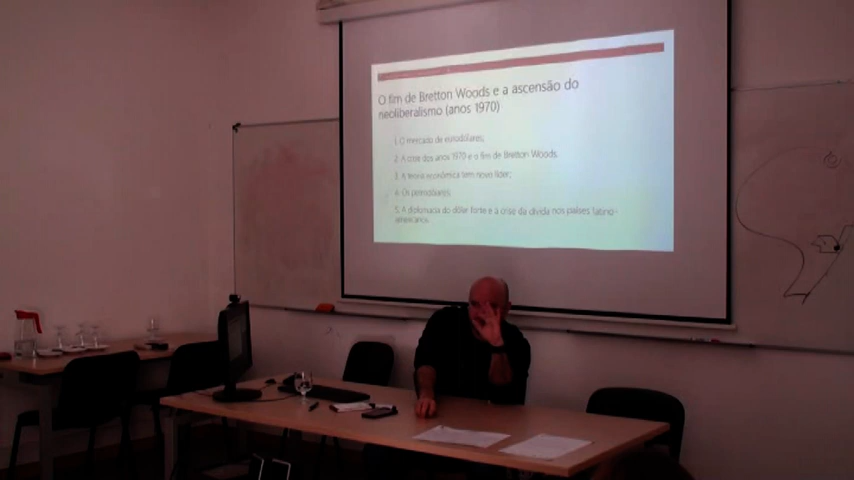 O fim de Bretton Woods e a ascensão do
neoliberalismo (anos 1970)
1. O mercado de eurodólares;
2. A crise dos anos 1970 e o fim de Bretton Woods.
3. A teoria econômica tem novo líder;
4. Os petrodólares;
5. A diplomacia do dólar forte e a crise da dívida nos países latino-
americanos.